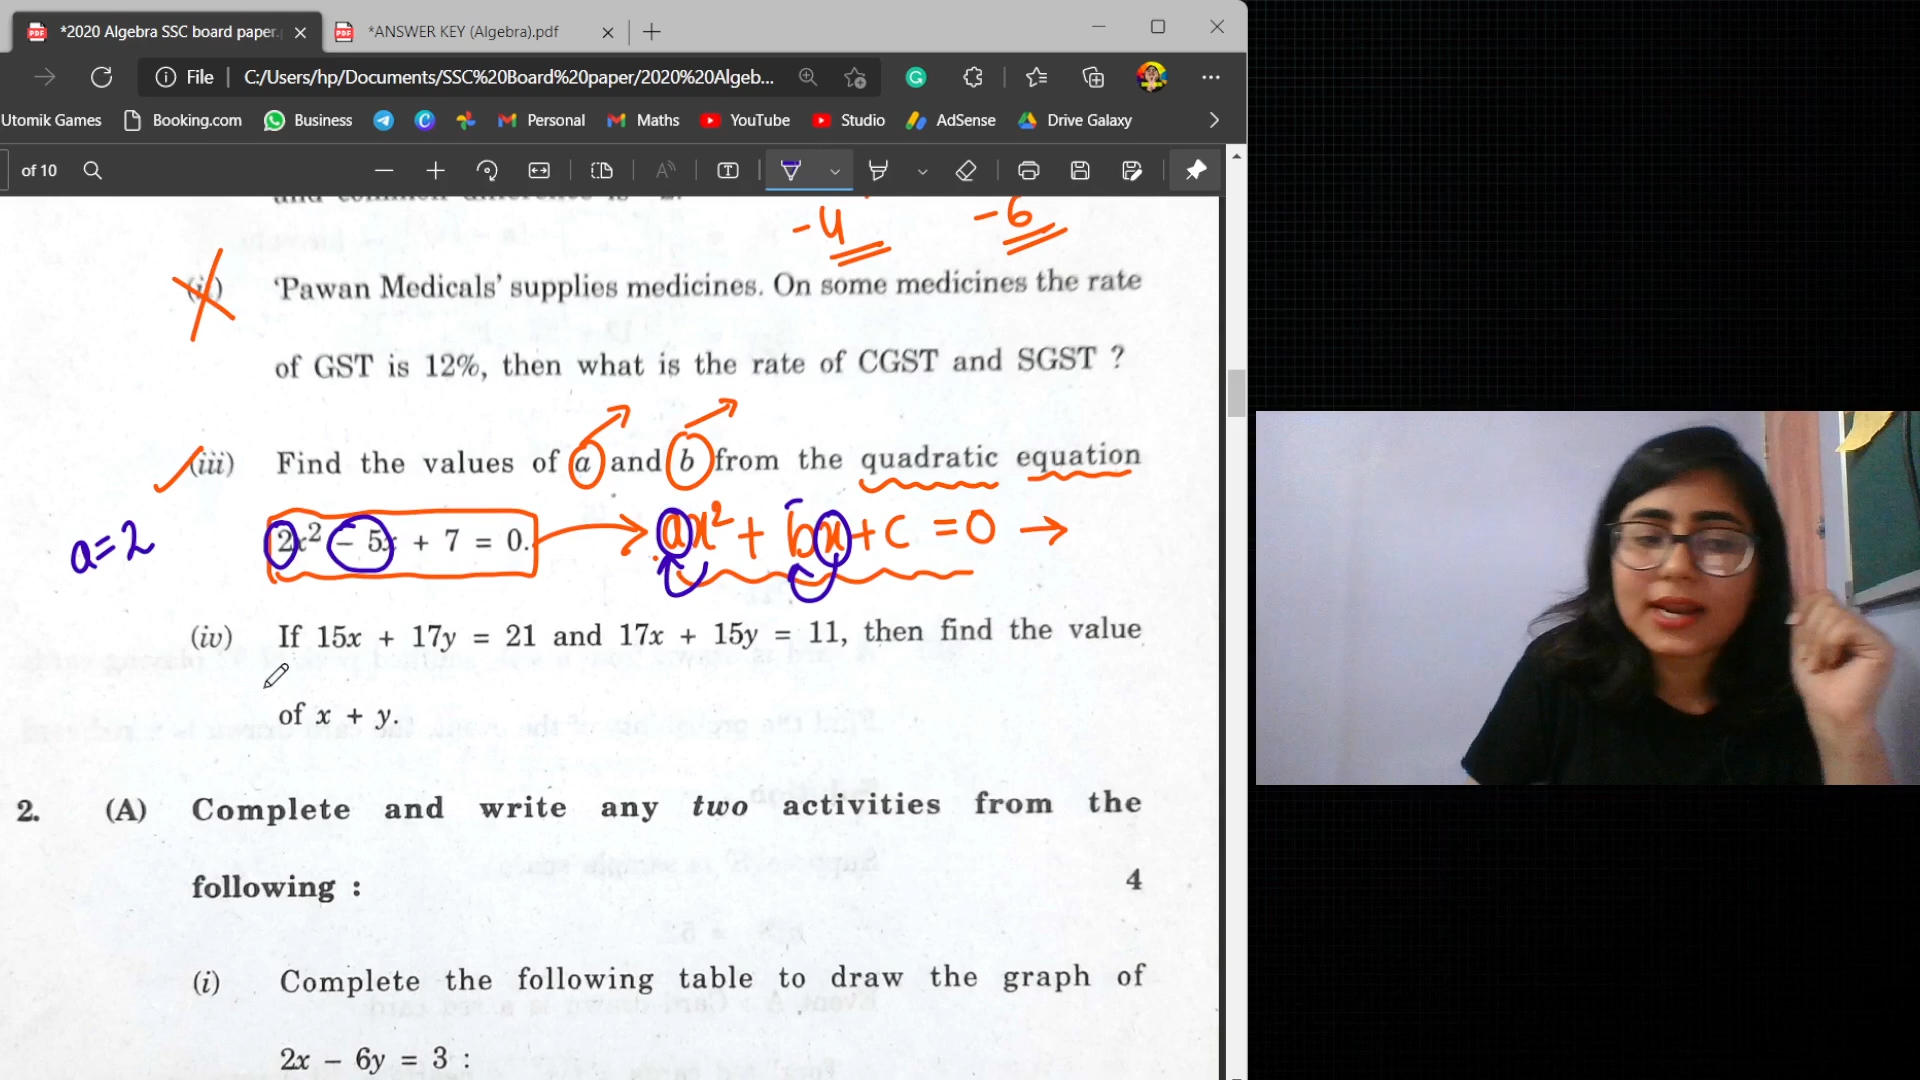 *2020 Algebra SSC board paper.
*ANSWER KEY (Algebra).pdf
File
C:/Users/hp/Documents/SSC%20Board%20paper/2020%20Algeb...
Utomik Games
Booking.com
Business
Personal
Maths
YouTube
Studio
AdSense
Drive Galaxy
of 10
-4
-6
'Pawan Medicals' supplies medicines. On some medicines the rate
of GST is 12%, then what is the rate of CGST and SGST ?
(iii) Find the values of a and b from the quadratic equation
a=2
2x² – 5x + 7 = 0.
ax² + bx + c = 0 →
(iv) If 15x + 17y = 21 and 17x + 15y = 11, then find the value
of x + y.
2. (A) Complete and write any two activities from the
following : 4
(i) Complete the following table to draw the graph of
2x – 6y = 3 :